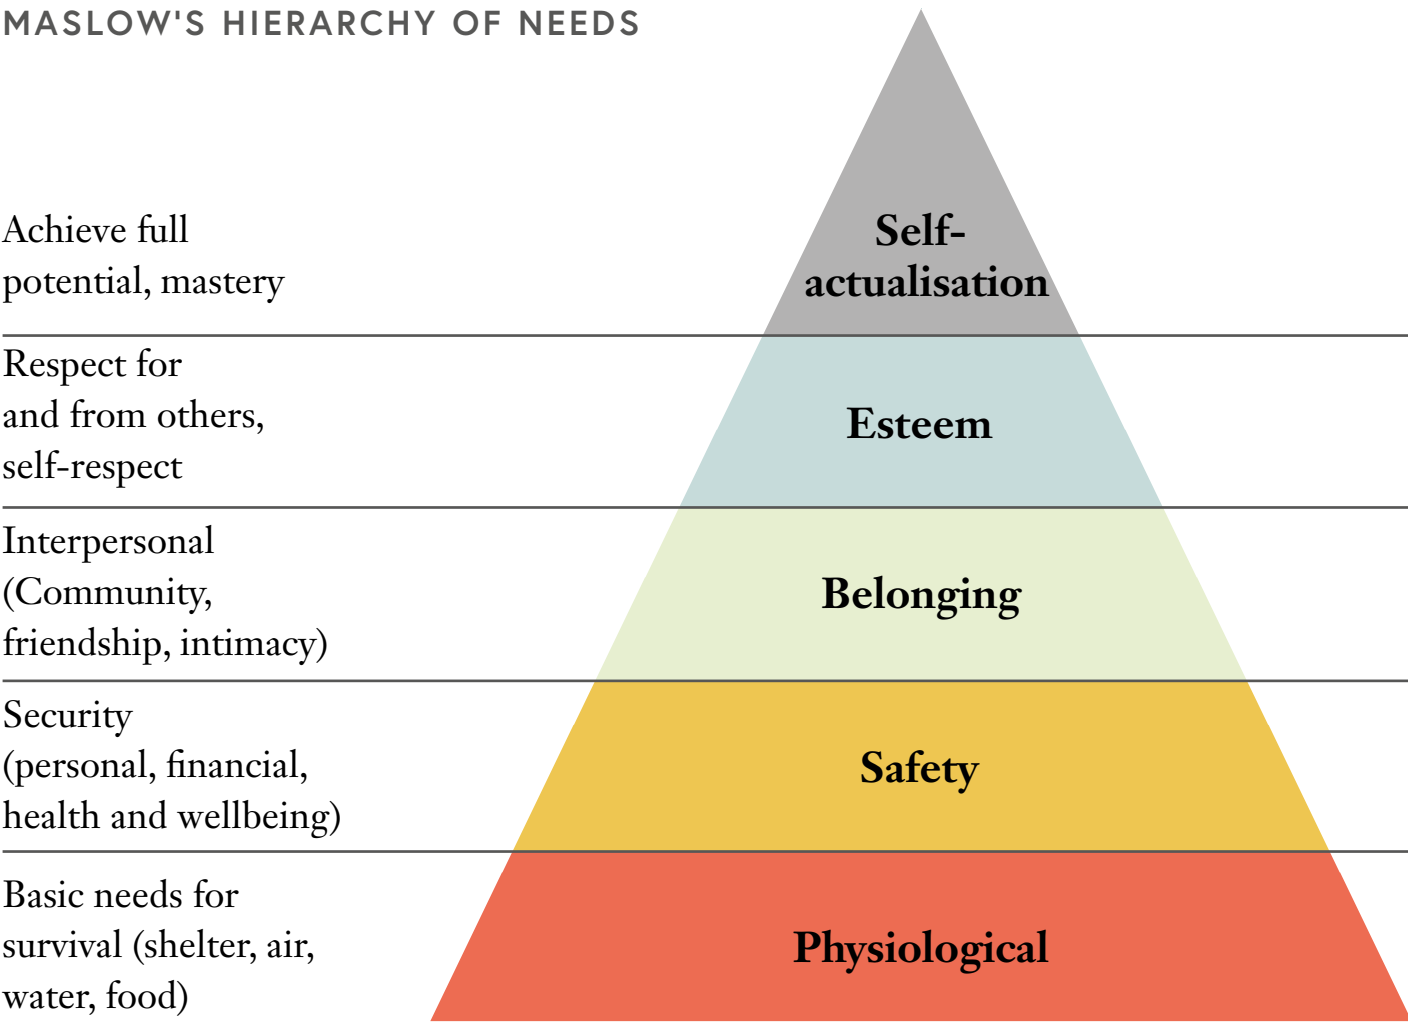 MASLOW'S HIERARCHY OF NEEDS
Achieve full
potential, mastery
Self-
actualisation
Respect for
and from others,
self-respect
Esteem
Interpersonal
(Community,
friendship, intimacy)
Belonging
Security
(personal, financial,
health and wellbeing)
Safety
Basic needs for
survival (shelter, air,
water, food)
Physiological